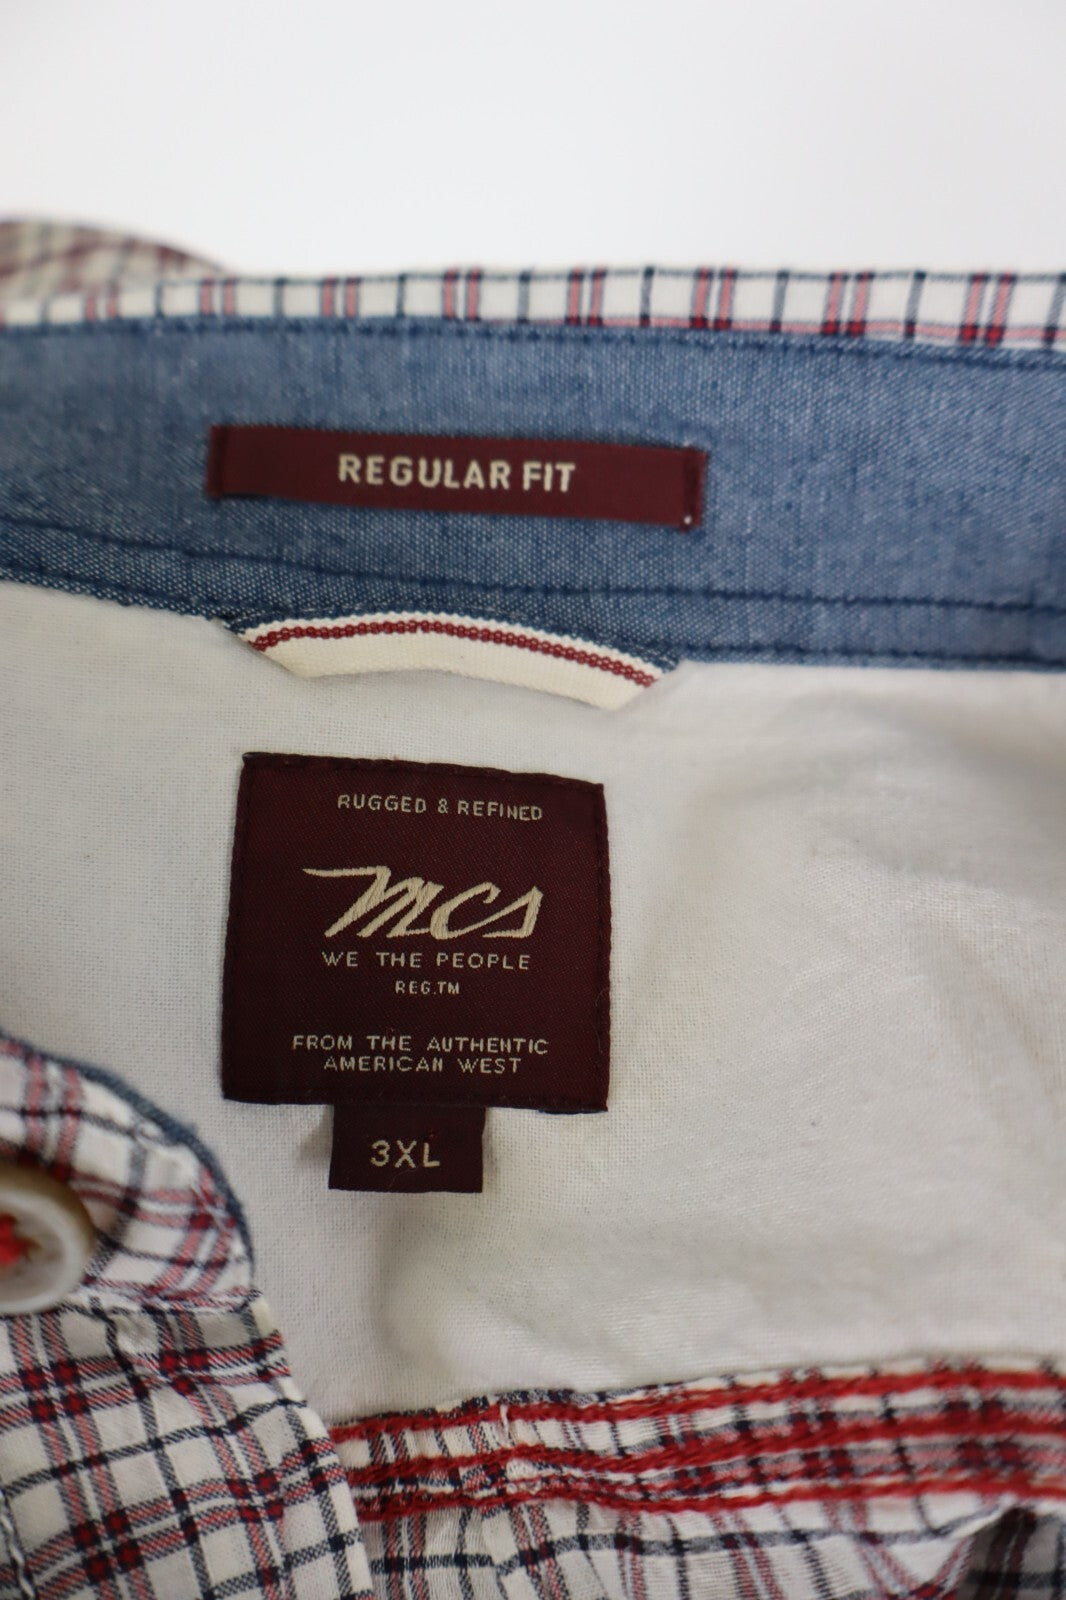 REGULAR FIT
RUGGED & REFINED
mcs
WE THE PEOPLE
REG.TM
FROM THE AUTHENTIC
AMERICAN WEST
3XL